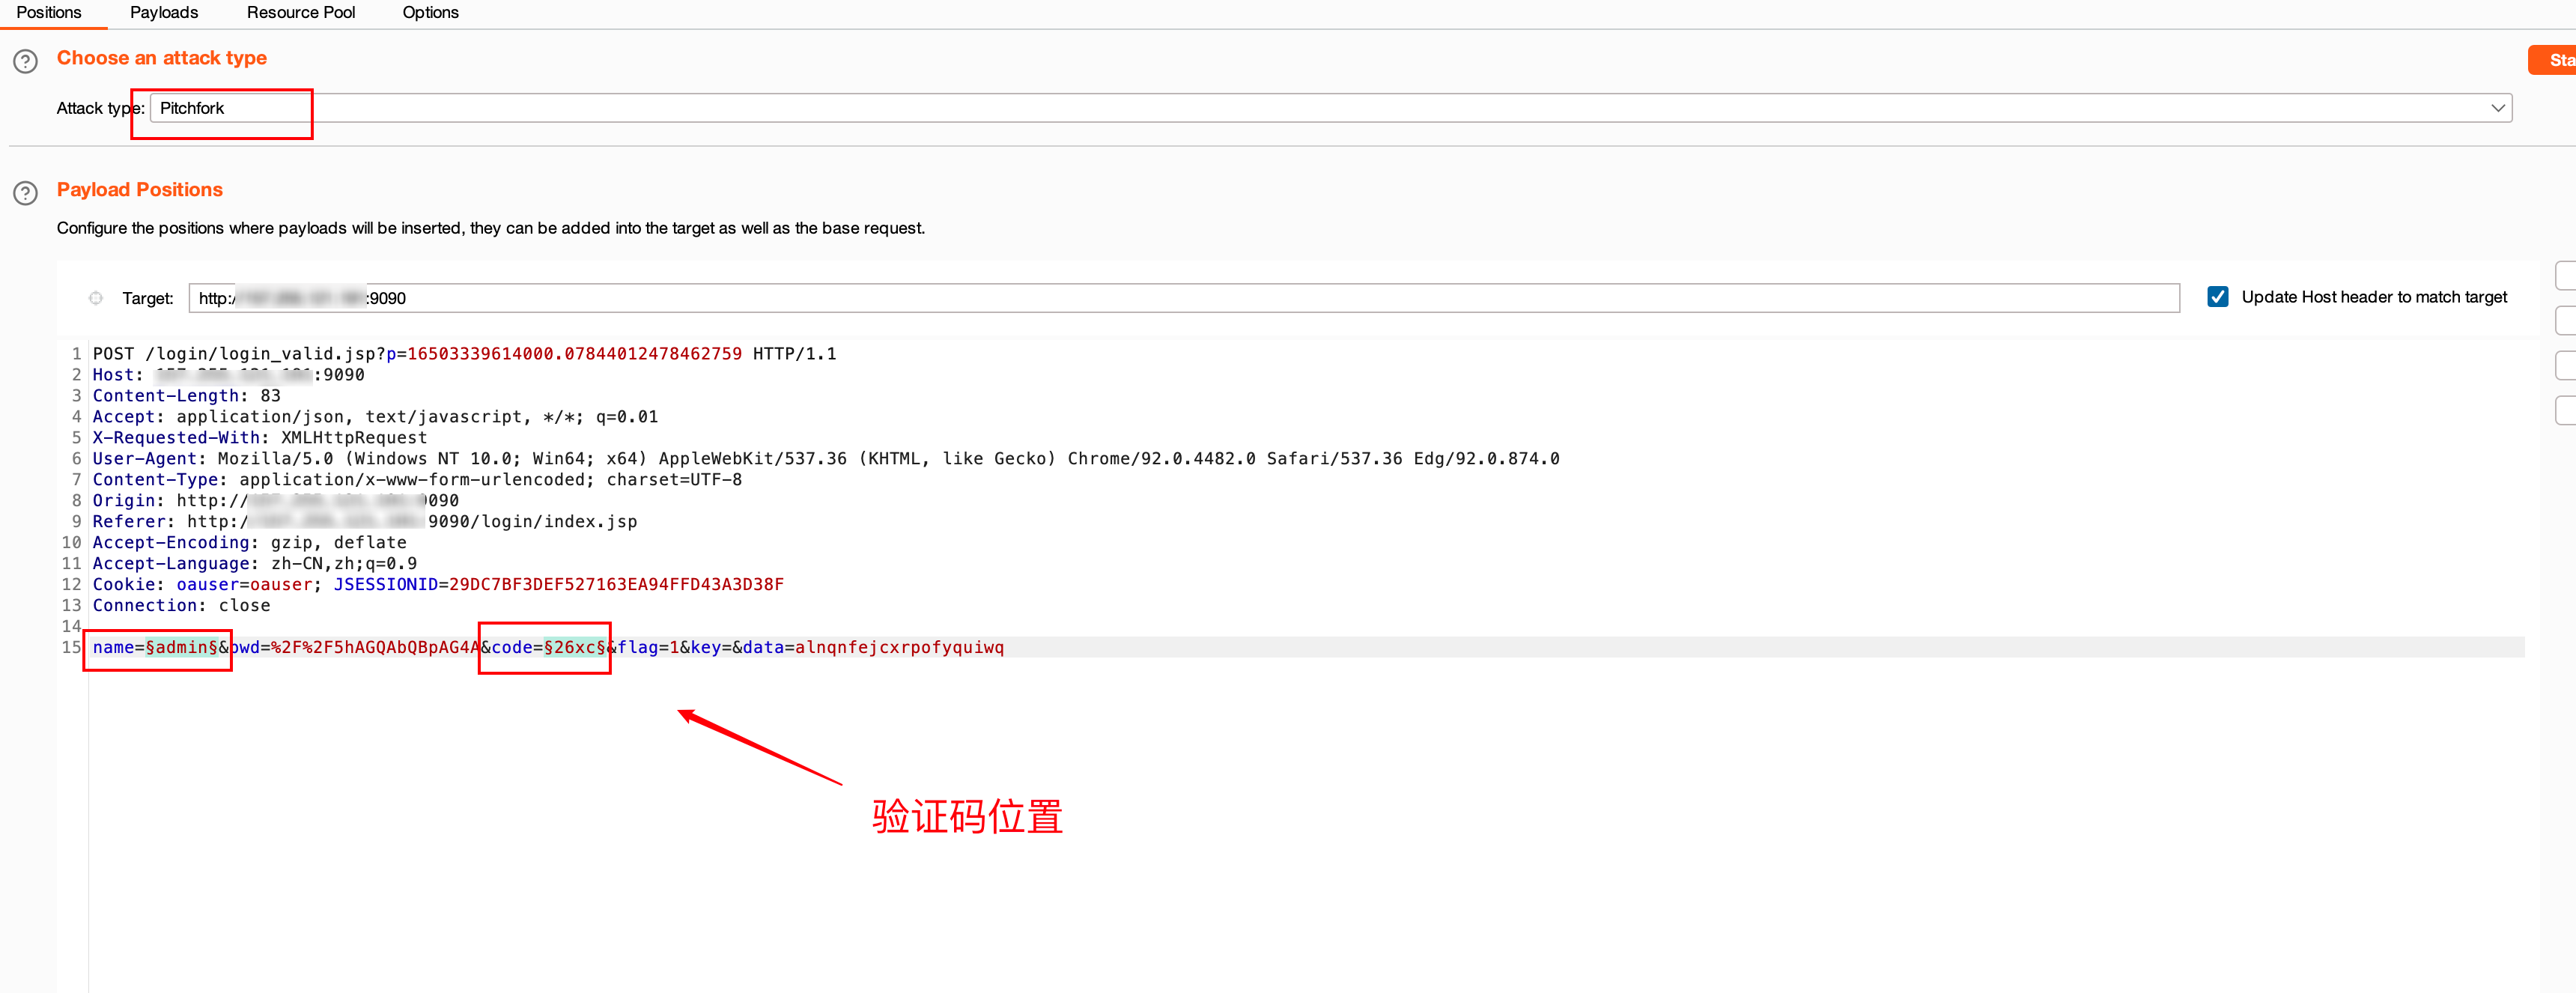 Positions Payloads Resource Pool Options
Choose an attack type
Attack type: Pitchfork
Payload Positions
Configure the positions where payloads will be inserted, they can be added into the target as well as the base request.
Target: http:/ :9090 Update Host header to match target
1 POST /login/login_valid.jsp?p=16503339614000.07844012478462759 HTTP/1.1
2 Host: :9090
3 Content-Length: 83
4 Accept: application/json, text/javascript, */*; q=0.01
5 X-Requested-With: XMLHttpRequest
6 User-Agent: Mozilla/5.0 (Windows NT 10.0; Win64; x64) AppleWebKit/537.36 (KHTML, like Gecko) Chrome/92.0.4482.0 Safari/537.36 Edg/92.0.874.0
7 Content-Type: application/x-www-form-urlencoded; charset=UTF-8
8 Origin: http:// 9090
9 Referer: http:/ 9090/login/index.jsp
10 Accept-Encoding: gzip, deflate
11 Accept-Language: zh-CN,zh;q=0.9
12 Cookie: oauser=oauser; JSESSIONID=29DC7BF3DEF527163EA94FFD43A3D38F
13 Connection: close
14
15 name=§admin§&pwd=%2F%2F5hAGQAbQBpAG4A&code=§26xc§&flag=1&key=&data=alnqnfejcxrpofyquiwq
验证码位置